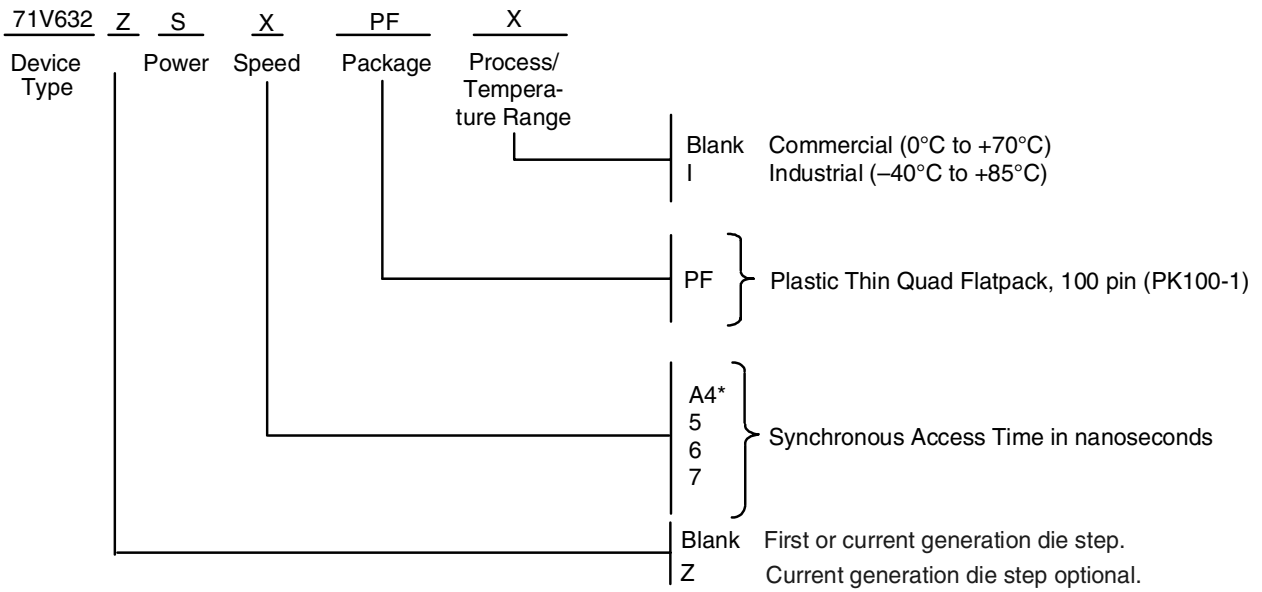 71V632 Z S X PF X
Device Type
Power
Speed
Package
Process/
Tempera-
ture Range
Blank Commercial (0°C to +70°C)
I Industrial (–40°C to +85°C)
PF Plastic Thin Quad Flatpack, 100 pin (PK100-1)
A4*
5
6
7
Synchronous Access Time in nanoseconds
Blank First or current generation die step.
Z Current generation die step optional.